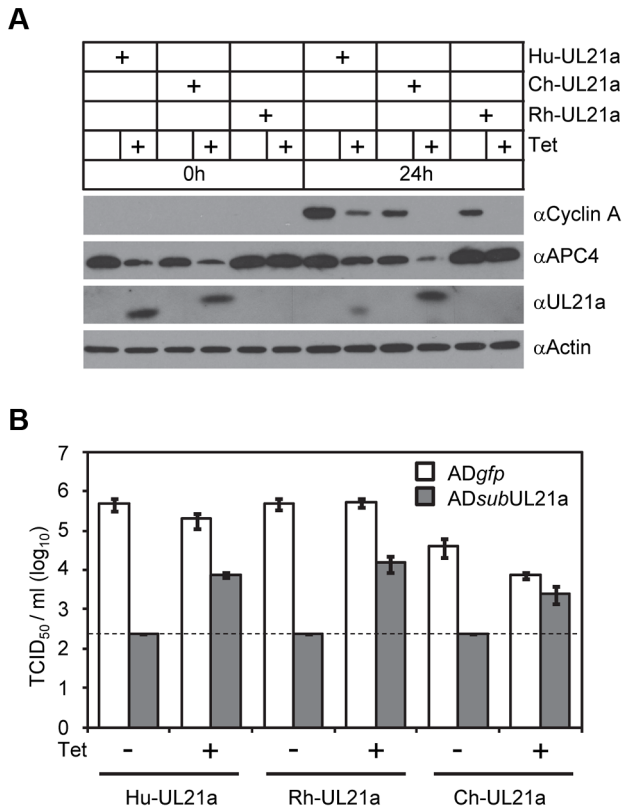 A
+ + Hu-UL21a
+ + Ch-UL21a
+ + Rh-UL21a
+ + + + + + Tet
0h 24h
αCyclin A
αAPC4
αUL21a
αActin
B
7
6
5
4
3
2
1
0
TCID50 / ml (log10)
ADgfp
ADsubUL21a
Tet - + - + - +
Hu-UL21a Rh-UL21a Ch-UL21a